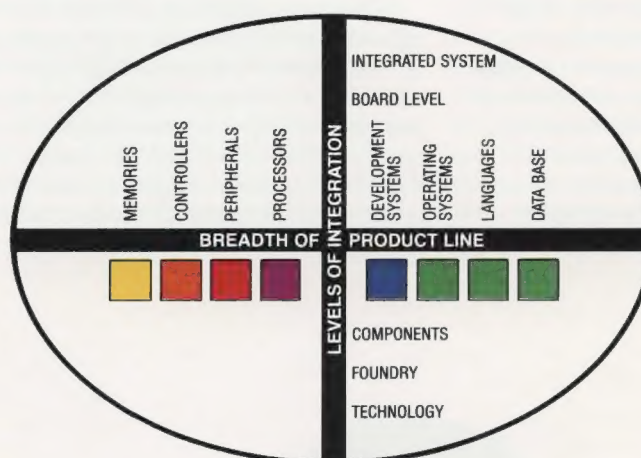 INTEGRATED SYSTEM
BOARD LEVEL
MEMORIES
CONTROLLERS
PERIPHERALS
PROCESSORS
DEVELOPMENT
SYSTEMS
OPERATING
SYSTEMS
LANGUAGES
DATA BASE
LEVELS OF INTEGRATION
BREADTH OF PRODUCT LINE
COMPONENTS
FOUNDRY
TECHNOLOGY